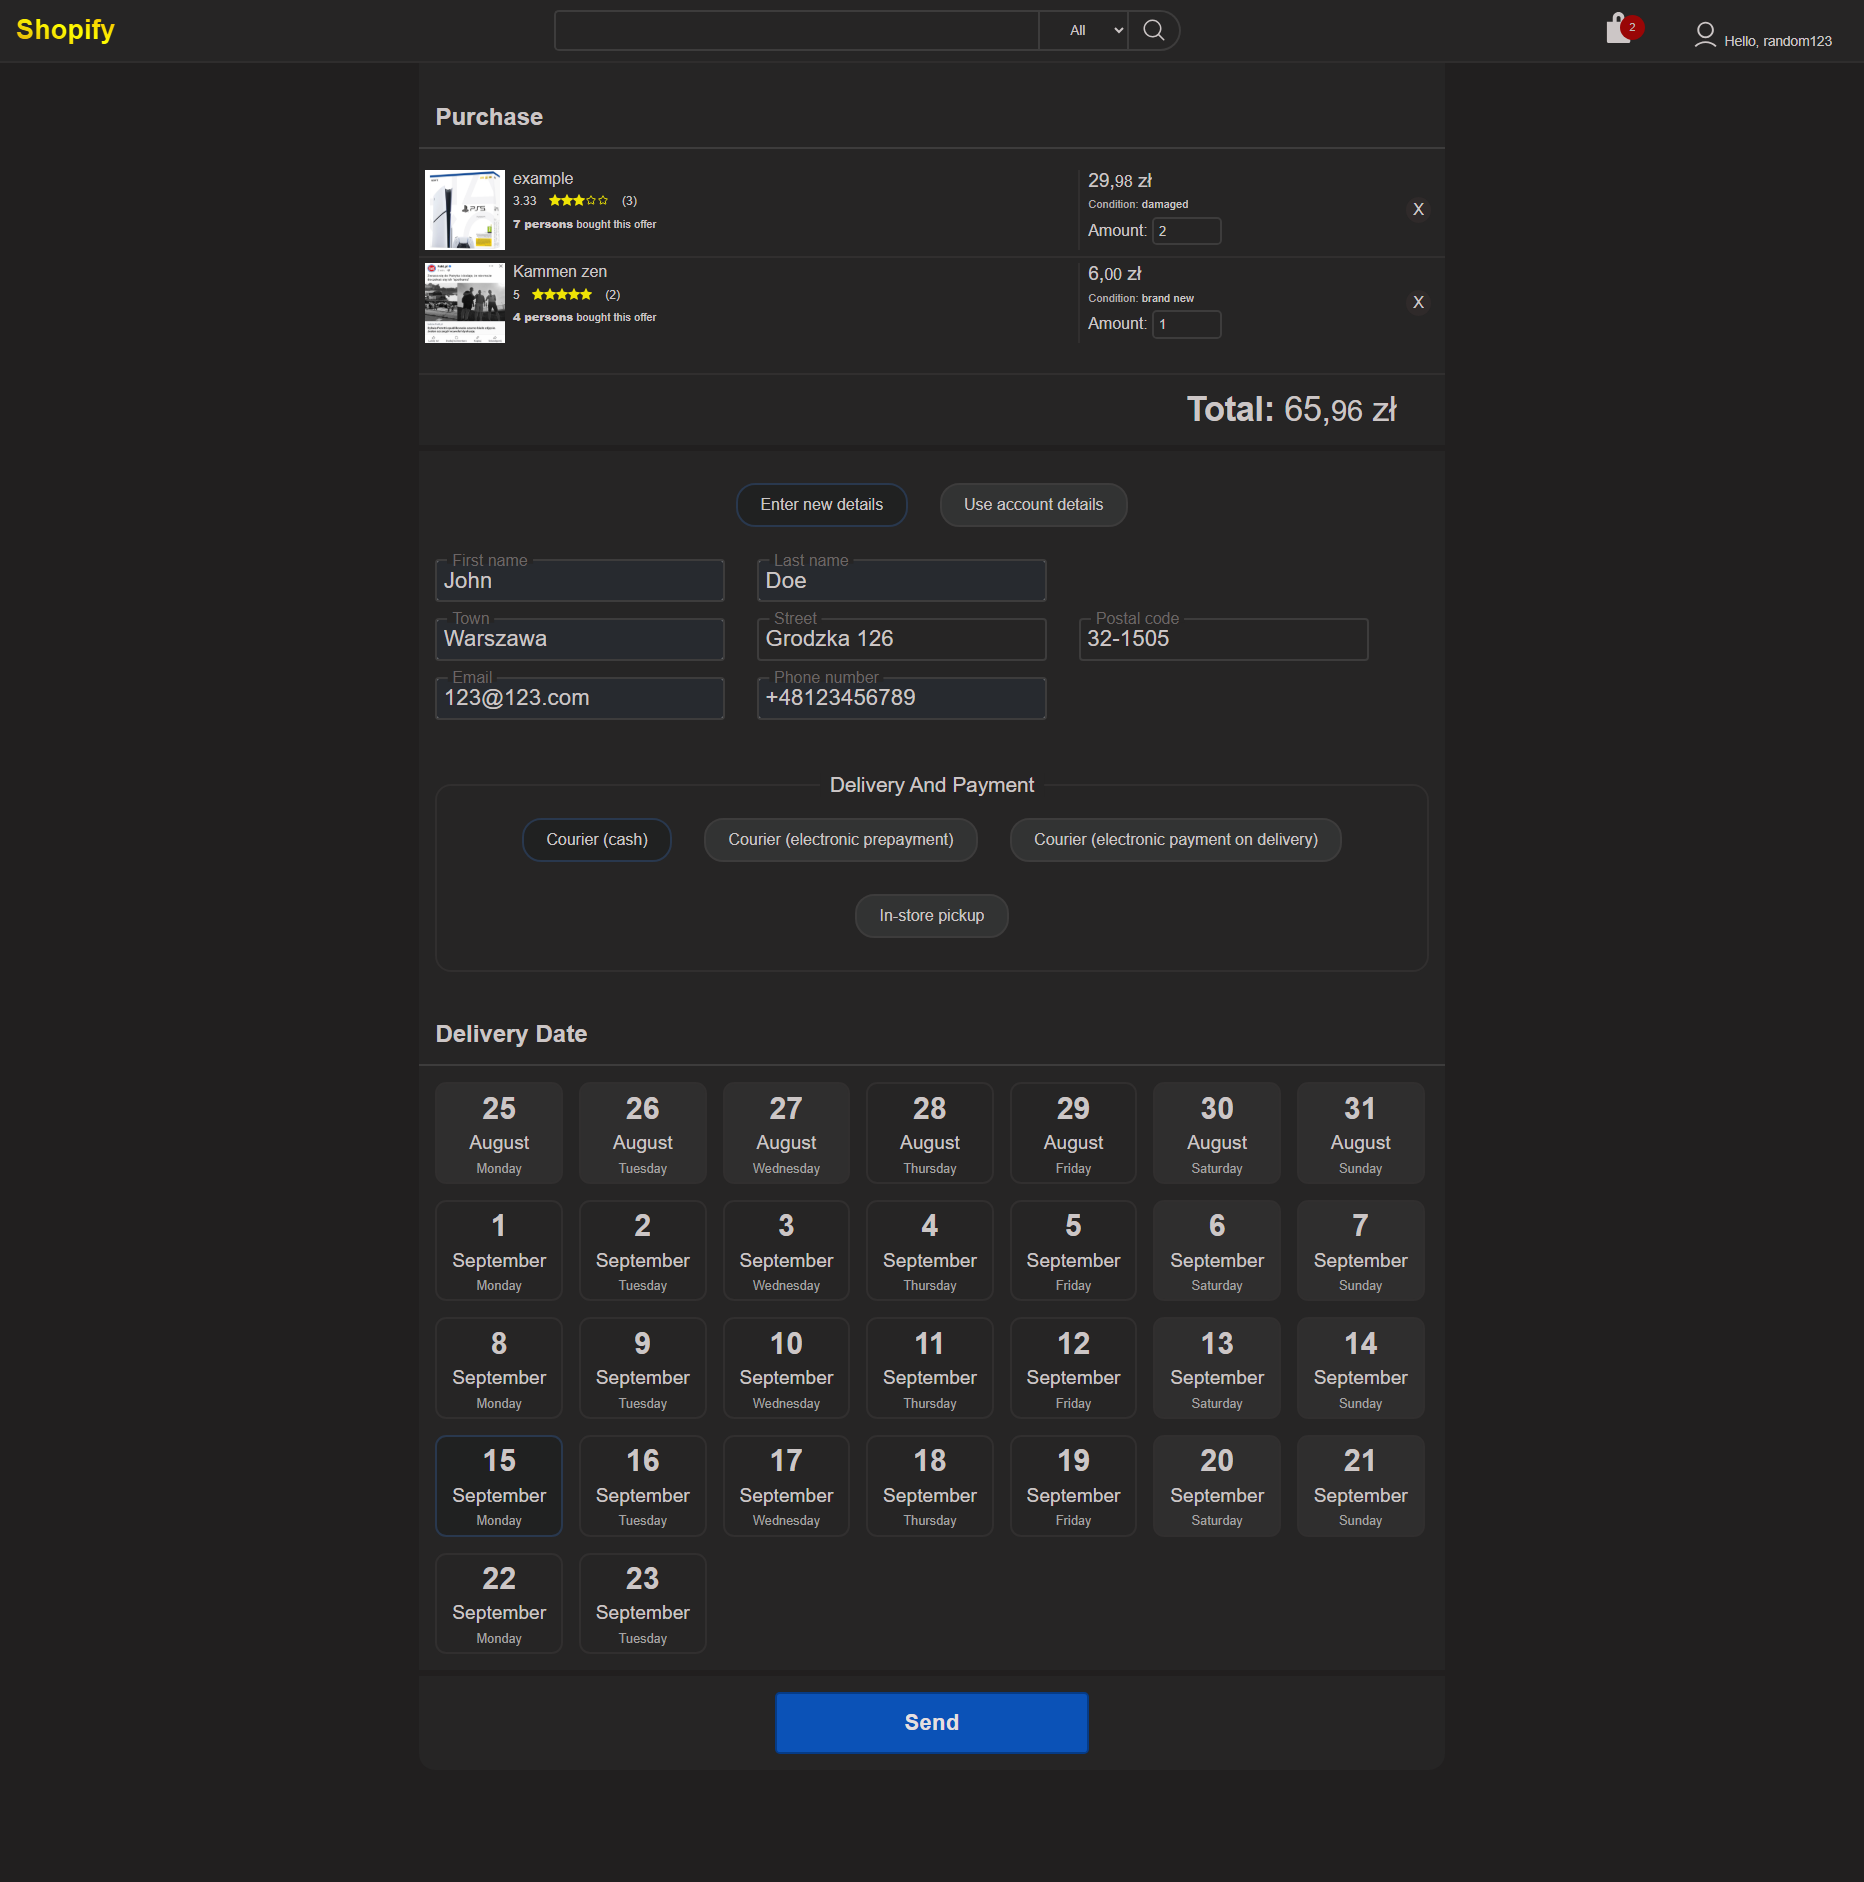 Shopify
All
2
Hello, random123
Purchase
PS5
example
3.33 (3)
7 persons bought this offer
29,98 zł
Condition: damaged
Amount: 2
X
Kammen zen
5 (2)
4 persons bought this offer
6,00 zł
Condition: brand new
Amount: 1
X
Total: 65,96 zł
Enter new details
Use account details
First name
John
Last name
Doe
Town
Warszawa
Street
Grodzka 126
Postal code
32-1505
Email
123@123.com
Phone number
+48123456789
Delivery And Payment
Courier (cash)
Courier (electronic prepayment)
Courier (electronic payment on delivery)
In-store pickup
Delivery Date
25 26 27 28 29 30 31
August August August August August August August
Monday Tuesday Wednesday Thursday Friday Saturday Sunday
1 2 3 4 5 6 7
September September September September September September September
Monday Tuesday Wednesday Thursday Friday Saturday Sunday
8 9 10 11 12 13 14
September September September September September September September
Monday Tuesday Wednesday Thursday Friday Saturday Sunday
15 16 17 18 19 20 21
September September September September September September September
Monday Tuesday Wednesday Thursday Friday Saturday Sunday
22 23
September September
Monday Tuesday
Send